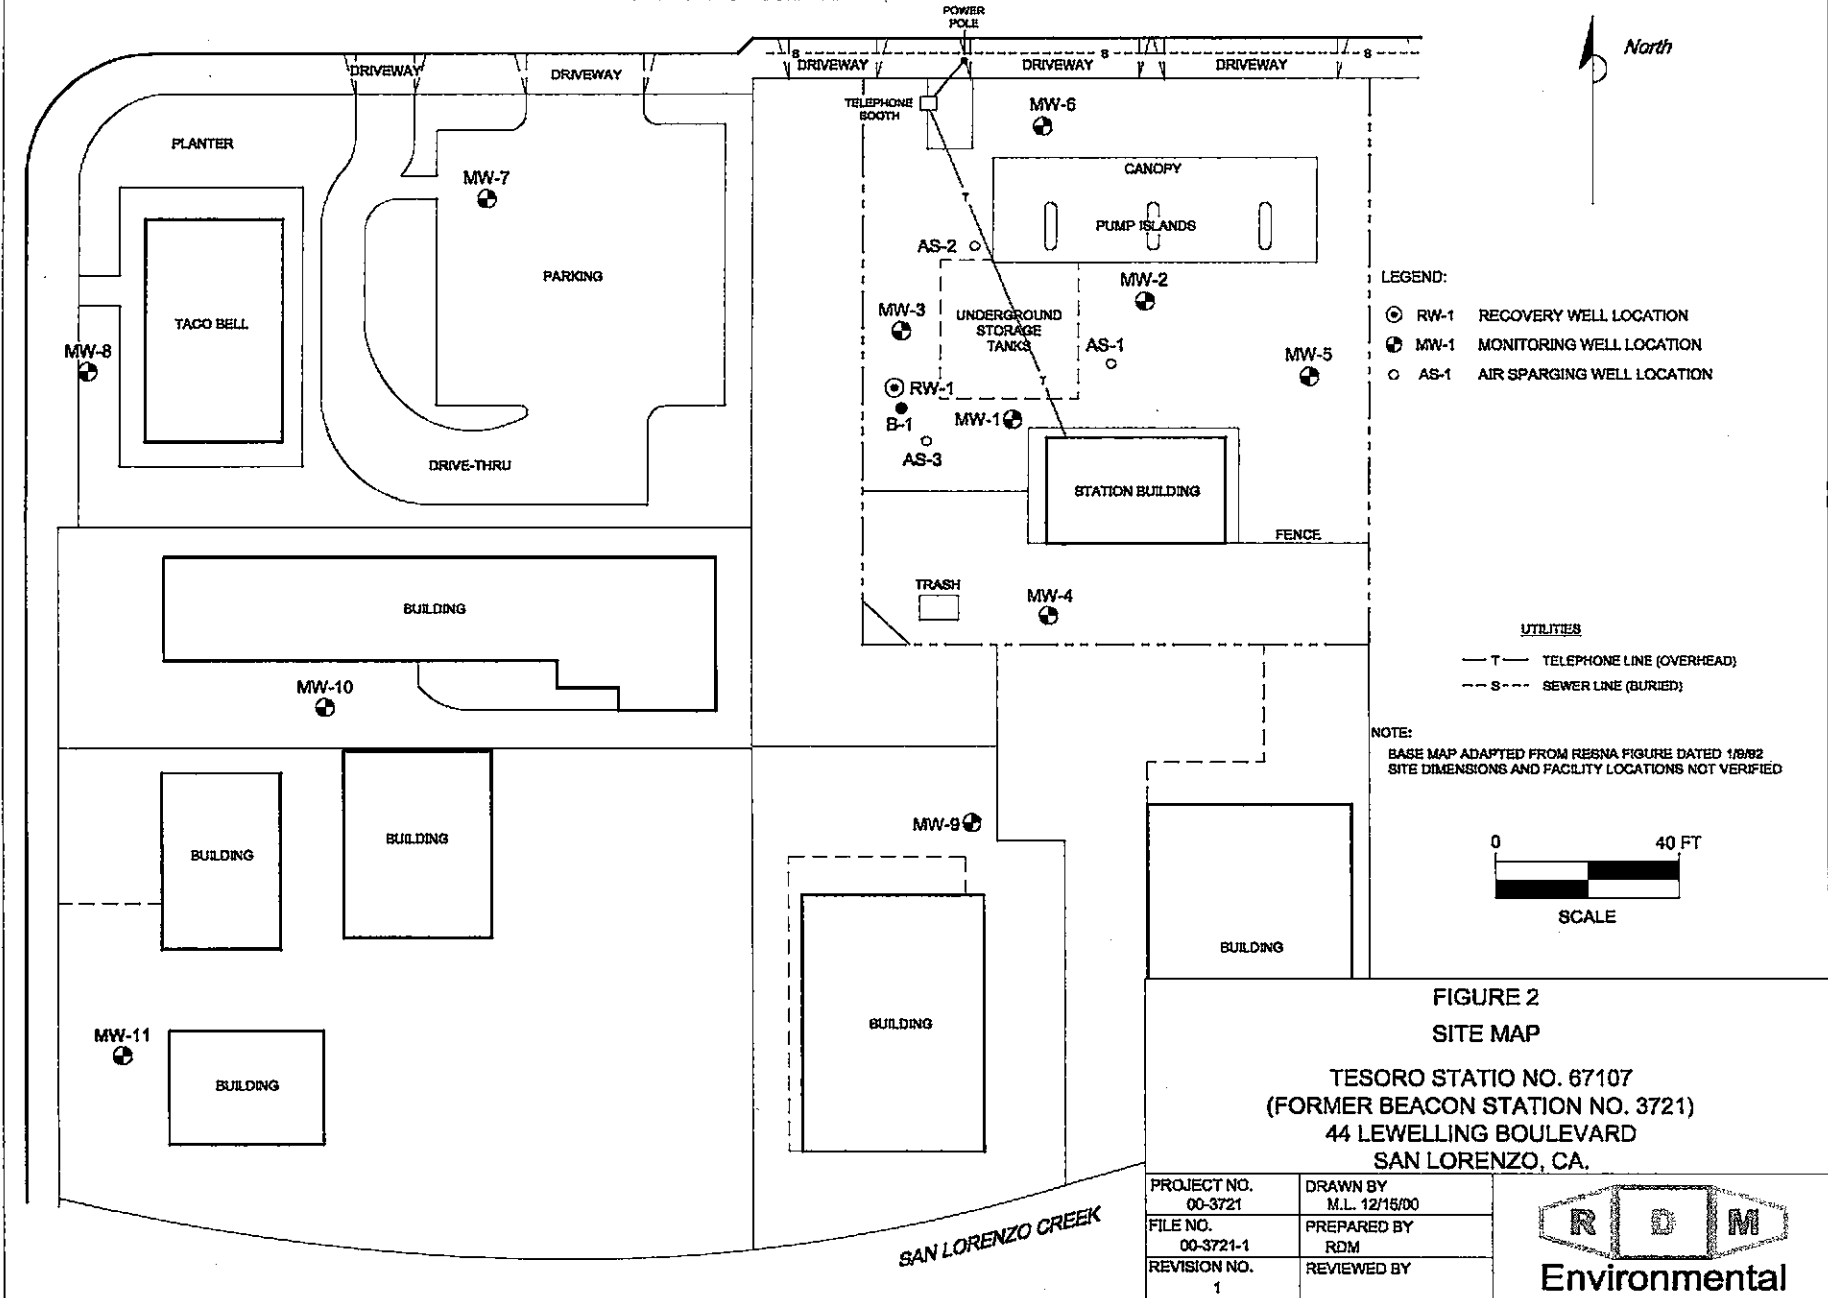 POWER
POLE
North
S
S
S
DRIVEWAY
DRIVEWAY
DRIVEWAY
DRIVEWAY
DRIVEWAY
TELEPHONE
BOOTH
MW-6
PLANTER
CANOPY
MW-7
T
PUMP ISLANDS
AS-2
PARKING
MW-2
LEGEND:
MW-3
UNDERGROUND
STORAGE
TANKS
RW-1 RECOVERY WELL LOCATION
TACO BELL
MW-8
AS-1
MW-5
MW-1 MONITORING WELL LOCATION
AS-1 AIR SPARGING WELL LOCATION
T
RW-1
B-1
MW-1
AS-3
DRIVE-THRU
STATION BUILDING
FENCE
TRASH
MW-4
BUILDING
UTILITIES
T TELEPHONE LINE (OVERHEAD)
S SEWER LINE (BURIED)
MW-10
NOTE:
BASE MAP ADAPTED FROM RESNA FIGURE DATED 1/9/92
SITE DIMENSIONS AND FACILITY LOCATIONS NOT VERIFIED
MW-9
BUILDING
BUILDING
0 40 FT
SCALE
BUILDING
BUILDING
MW-11
BUILDING
SAN LORENZO CREEK
FIGURE 2
SITE MAP
TESORO STATIO NO. 67107
(FORMER BEACON STATION NO. 3721)
44 LEWELLING BOULEVARD
SAN LORENZO, CA.
PROJECT NO.
00-3721
DRAWN BY
M.L. 12/15/00
FILE NO.
00-3721-1
PREPARED BY
RDM
REVISION NO.
1
REVIEWED BY
R D M
Environmental